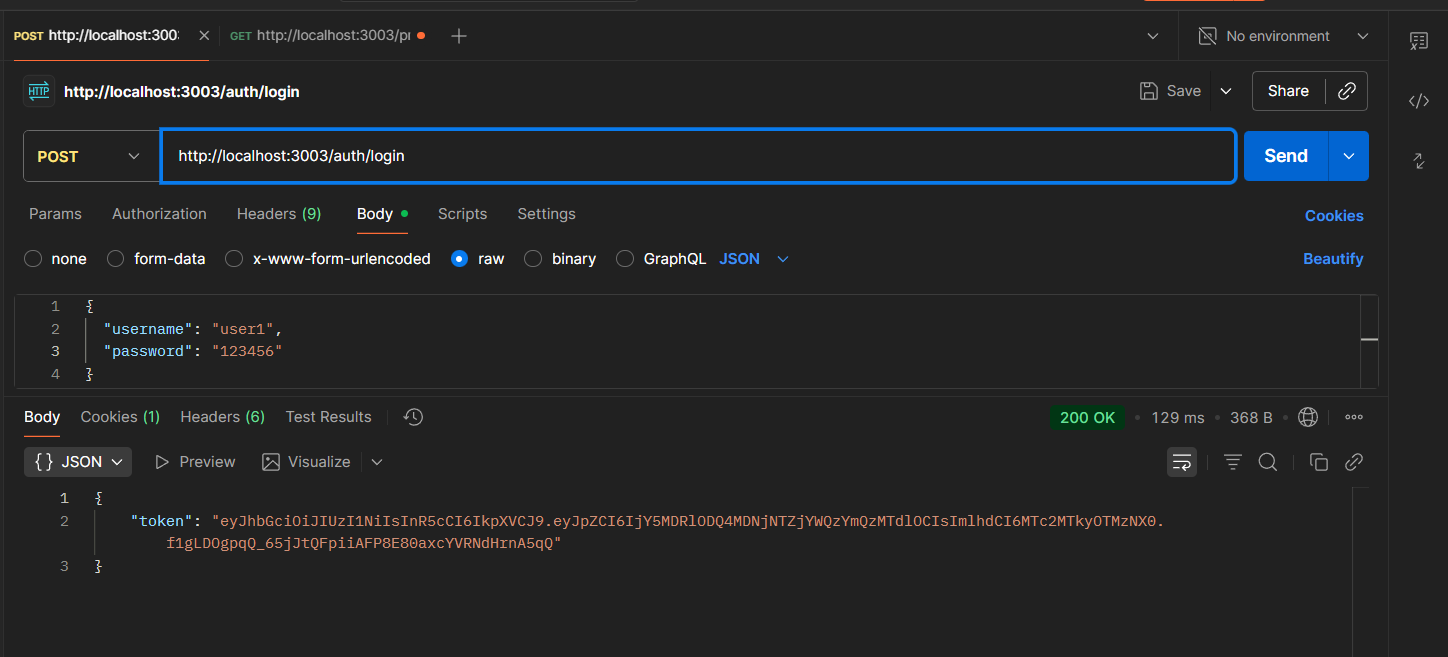 POST http://localhost:300
GET http://localhost:3003/pr
No environment
HTTP http://localhost:3003/auth/login
Save
Share
POST
http://localhost:3003/auth/login
Send
Params Authorization Headers (9) Body Scripts Settings
Cookies
none form-data x-www-form-urlencoded raw binary GraphQL JSON
Beautify
1 {
2 "username": "user1",
3 "password": "123456"
4 }
Body Cookies (1) Headers (6) Test Results
200 OK • 129 ms • 368 B
{} JSON Preview Visualize
1 {
2 "token": "eyJhbGciOiJIUzI1NiIsInR5cCI6IkpXVCJ9.eyJpZCI6IjY5MDRlODQ4MDNjNTZjYWQzYmQzMTdlOCIsImlhdCI6MTc2MTkyOTMzNX0.
f1gLDOgpqQ_65jJtQFpiiAFP8E80axcYVRNdHrnA5qQ"
3 }